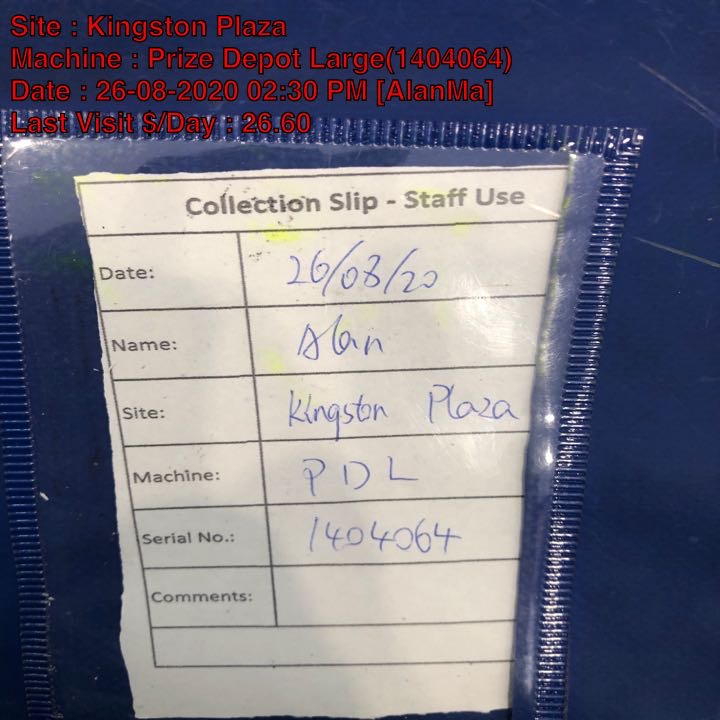 Site : Kingston Plaza
Machine : Prize Depot Large(1404064)
Date : 26-08-2020 02:30 PM [AlanMa]
Last Visit $/Day : 26.60
Collection Slip - Staff Use
Date: 26/08/20
Name: Alan
Site: Kingston Plaza
Machine: PDL
Serial No.: 1404064
Comments: